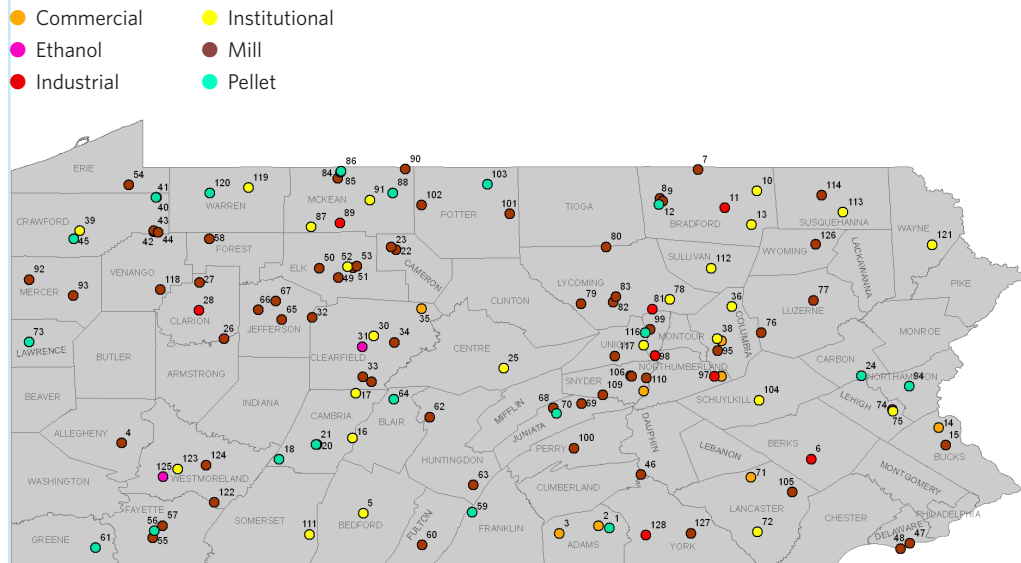 Commercial
Institutional
Ethanol
Mill
Industrial
Pellet
86
90
7
ERIE
54
84
85
119
41
120
88
103
8 9
10
114
40
WARREN
MCKEAN
91
102
POTTER
101
TIOGA
12
BRADFORD
11
113
SUSQUEHANNA
CRAWFORD
39
43
87
89
13
WAYNE
45
42
44
58
FOREST
23
22
80
126
121
50
52
53
ELK
49
51
CAMERON
SULLIVAN
112
WYOMING
LACKAWANNA
92
VENANGO
118
27
LYCOMING
PIKE
MERCER
93
67
CLINTON
79
83
82
81
78
36
77
LUZERNE
28
CLARION
66
65
32
35
JEFFERSON
99
COLUMBIA
76
MONROE
73
LAWRENCE
26
31
30
34
116
MONTOUR
38
BUTLER
CLEARFIELD
CENTRE
UNION
117
98
95
CARBON
ARMSTRONG
33
25
NORTHUMBERLAND
24
NORTHAMPTON
94
BEAVER
17
64
SNYDER
106
110
97
109
SCHUYLKILL
104
LEHIGH
74
75
INDIANA
CAMBRIA
BLAIR
62
MIFFLIN
68
70
69
ALLEGHENY
4
16
JUNIATA
DAUPHIN
14
15
21
20
PERRY
100
LEBANON
BERKS
6
BUCKS
18
HUNTINGDON
123
124
125
WESTMORELAND
63
46
71
MONTGOMERY
WASHINGTON
CUMBERLAND
105
122
FAYETTE
59
LANCASTER
PHILADELPHIA
56
57
SOMERSET
5
BEDFORD
FULTON
FRANKLIN
2
1
CHESTER
DELAWARE
GREENE
61
55
111
60
3
ADAMS
128
127
YORK
72
48
47